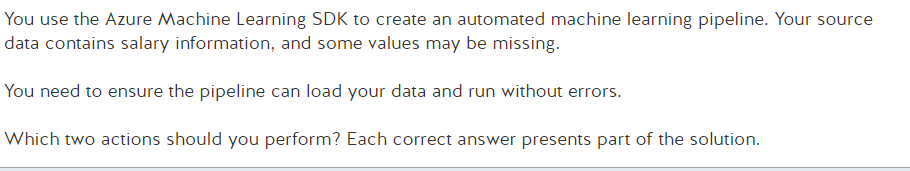 You use the Azure Machine Learning SDK to create an automated machine learning pipeline. Your source
data contains salary information, and some values may be missing.
You need to ensure the pipeline can load your data and run without errors.
Which two actions should you perform? Each correct answer presents part of the solution.